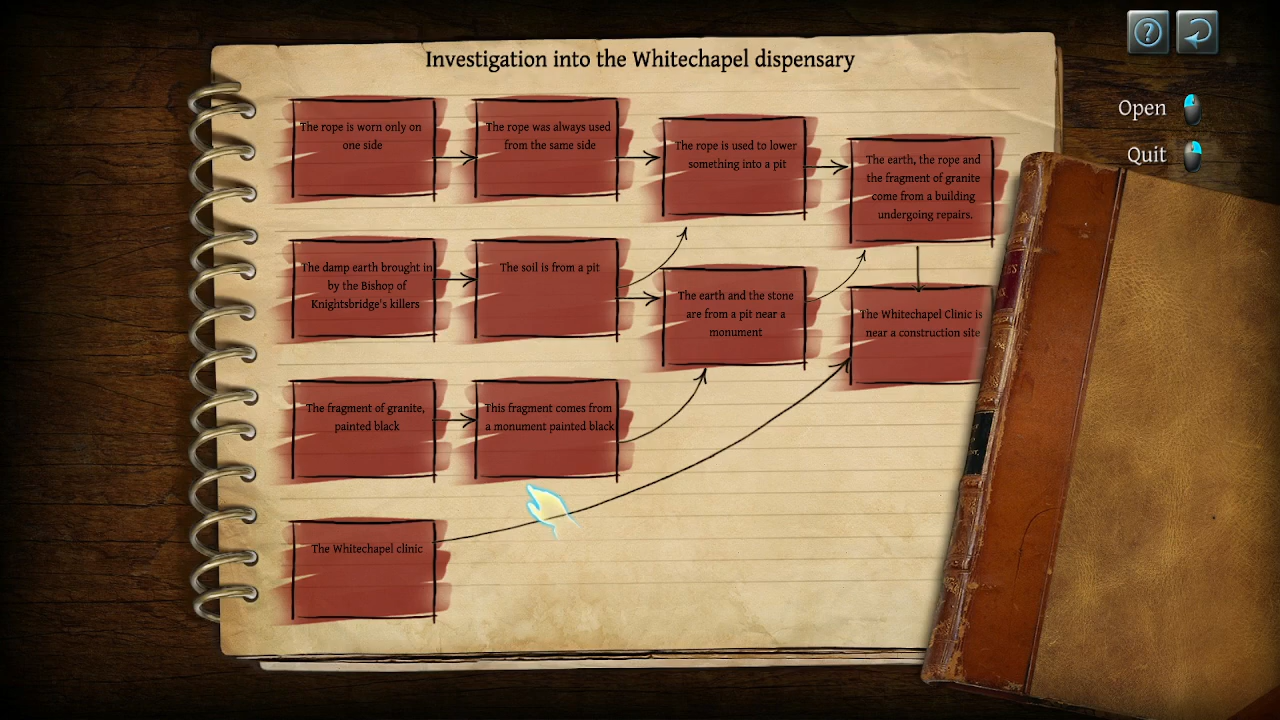 Investigation into the Whitechapel dispensary
Open
Quit
The rope is worn only on
one side
The rope was always used
from the same side
The rope is used to lower
something into a pit
The earth, the rope and
the fragment of granite
come from a building
undergoing repairs.
The damp earth brought in
by the Bishop of
Knightsbridge's killers
The soil is from a pit
The earth and the stone
are from a pit near a
monument
The Whitechapel Clinic is
near a construction site
The fragment of granite,
painted black
This fragment comes from
a monument painted black
The Whitechapel clinic